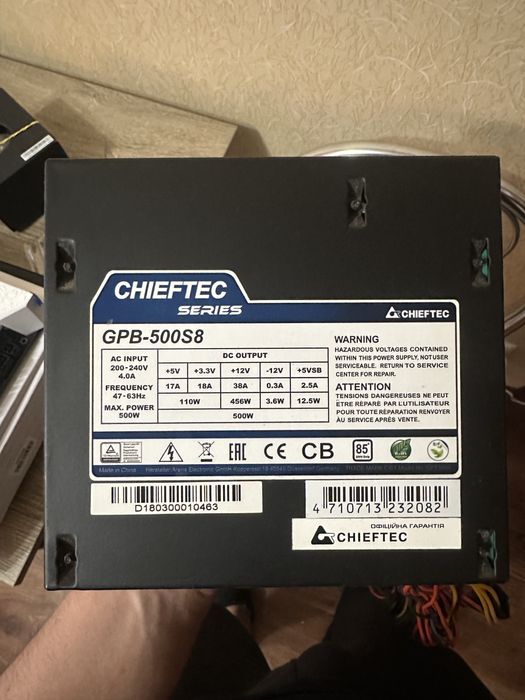 CHIEFTEC
SERIES
CHIEFTEC
GPB-500S8
AC INPUT
200-240V
4.0A
FREQUENCY
47-63Hz
MAX. POWER
500W
DC OUTPUT
+5V +3.3V +12V -12V +5VSB
17A 18A 38A 0.3A 2.5A
110W 456W 3.6W 12.5W
500W
WARNING
HAZARDOUS VOLTAGES CONTAINED
WITHIN THIS POWER SUPPLY, NOT USER
SERVICEABLE. RETURN TO SERVICE
CENTER FOR REPAIR.
ATTENTION
TENSIONS DANGEREUSES NE PEUT
ÊTRE RÉPARÉ PAR L'UTILISATEUR
POUR TOUTE RÉPARATION RENVOYER
AU SERVICE APRÈS VENTE.
EAC CE CB 85
Made in China
D180300010463
4 710713 232082
ОФІЦІЙНА ГАРАНТІЯ
CHIEFTEC